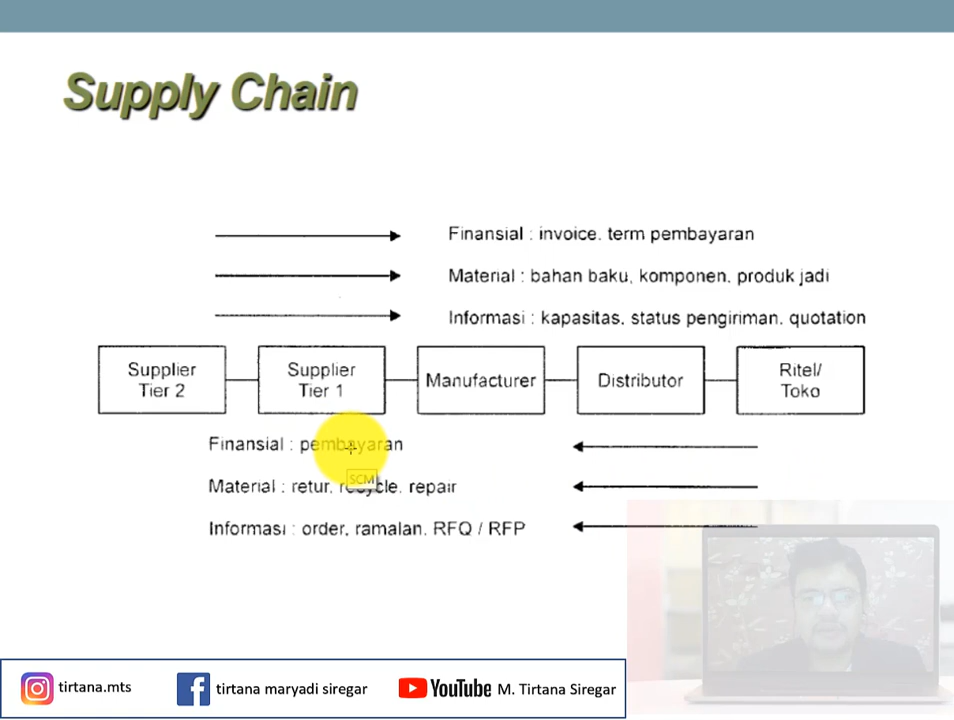 Supply Chain
Finansial : invoice. term pembayaran
Material : bahan baku, komponen. produk jadi
Informasi : kapasitas. status pengiriman. quotation
Supplier
Tier 2
Supplier
Tier 1
Manufacturer
Distributor
Ritel/
Toko
Finansial : pembayaran
SCM
Material : retur. recycle. repair
Informasi : order, ramalan. RFQ / RFP
tirtana.mts
tirtana maryadi siregar
YouTube M. Tirtana Siregar